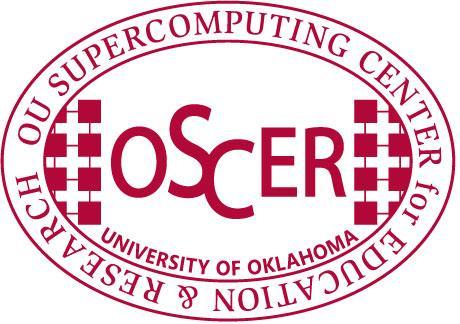 OU SUPERCOMPUTING CENTER for EDUCATION & RESEARCH
OSCER
UNIVERSITY OF OKLAHOMA